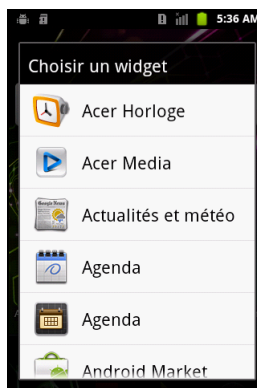 5:36 AM
Choisir un widget
Acer Horloge
Acer Media
Actualités et météo
Agenda
Agenda
Android Market